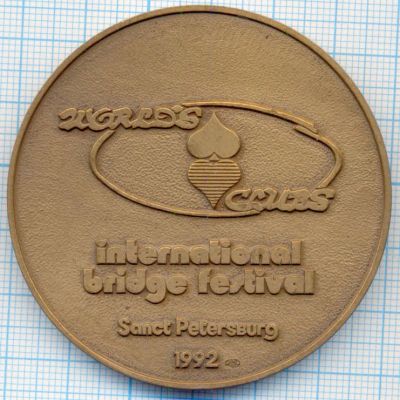 WORLD'S
CLUBS
international
bridge festival
Sanct Petersburg
1992